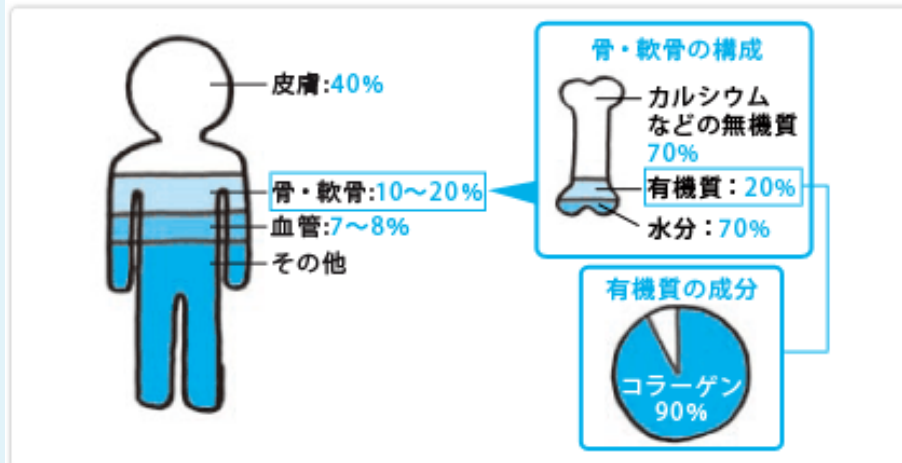 皮膚:40%
骨・軟骨:10～20%
血管:7～8%
その他
骨・軟骨の構成
カルシウム
などの無機質
70%
有機質：20%
水分：70%
有機質の成分
コラーゲン
90%